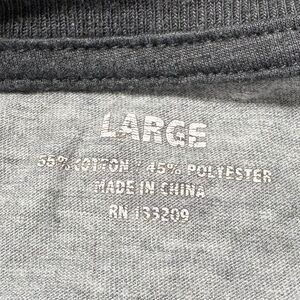 LARGE
55% COTTON - 45% POLYESTER
MADE IN CHINA
RN 133209